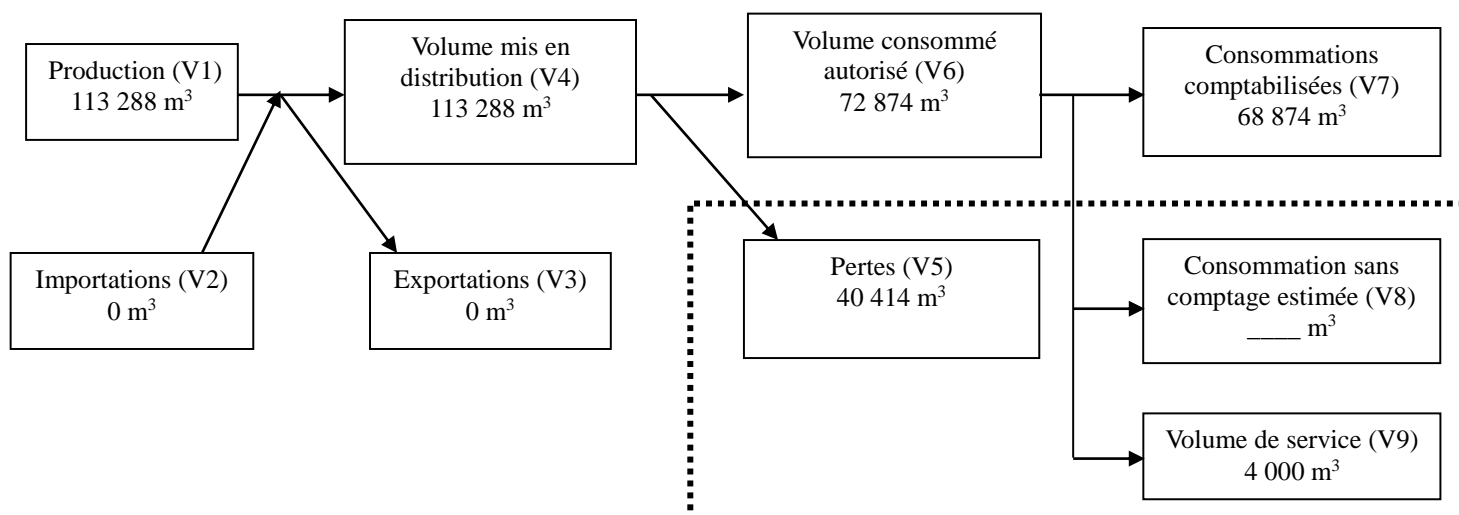 Production (V1)
113 288 m³
Volume mis en
distribution (V4)
113 288 m³
Volume consommé
autorisé (V6)
72 874 m³
Consommations
comptabilisées (V7)
68 874 m³
Importations (V2)
0 m³
Exportations (V3)
0 m³
Pertes (V5)
40 414 m³
Consommation sans
comptage estimée (V8)
____ m³
Volume de service (V9)
4 000 m³